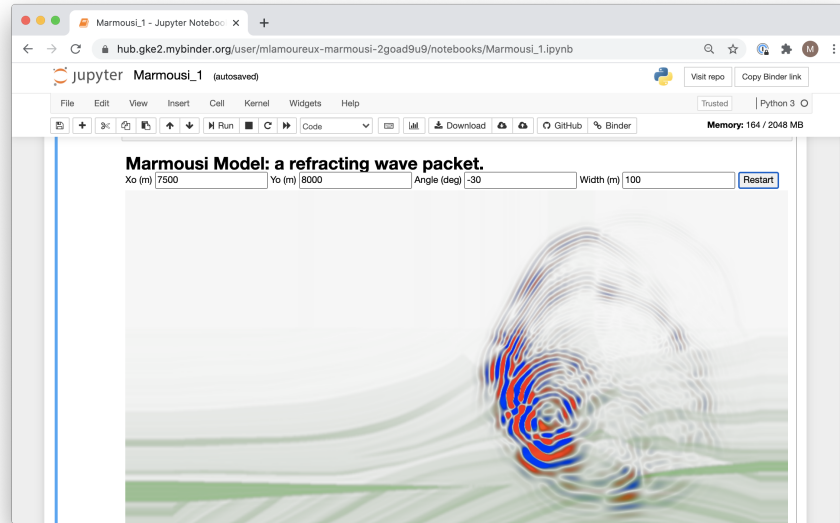 Marmousi_1 - Jupyter Noteboo
hub.gke2.mybinder.org/user/mlamoureux-marmousi-2goad9u9/notebooks/Marmousi_1.ipynb
M
jupyter Marmousi_1 (autosaved)
Visit repo Copy Binder link
File Edit View Insert Cell Kernel Widgets Help
Trusted Python 3
Run Code Download GitHub Binder Memory: 164 / 2048 MB
Marmousi Model: a refracting wave packet.
Xo (m) 7500 Yo (m) 8000 Angle (deg) -30 Width (m) 100 Restart